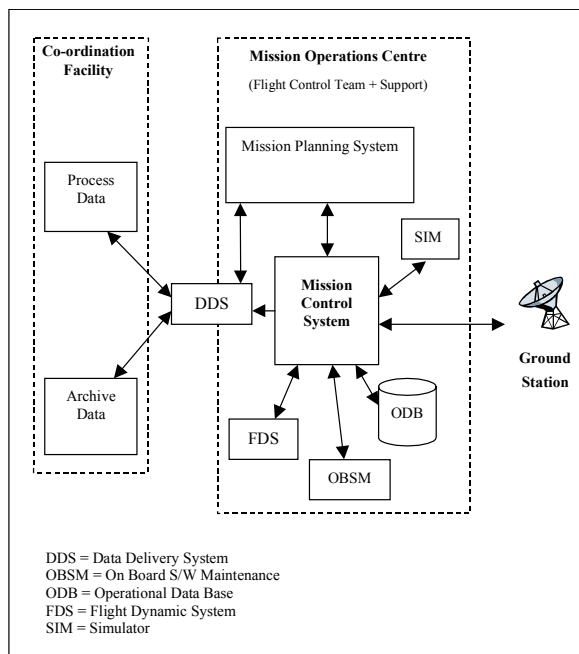 Co-ordination
Facility
Mission Operations Centre
(Flight Control Team + Support)
Mission Planning System
Process
Data
SIM
DDS
Mission
Control
System
Ground
Station
Archive
Data
FDS
ODB
OBSM
DDS = Data Delivery System
OBSM = On Board S/W Maintenance
ODB = Operational Data Base
FDS = Flight Dynamic System
SIM = Simulator